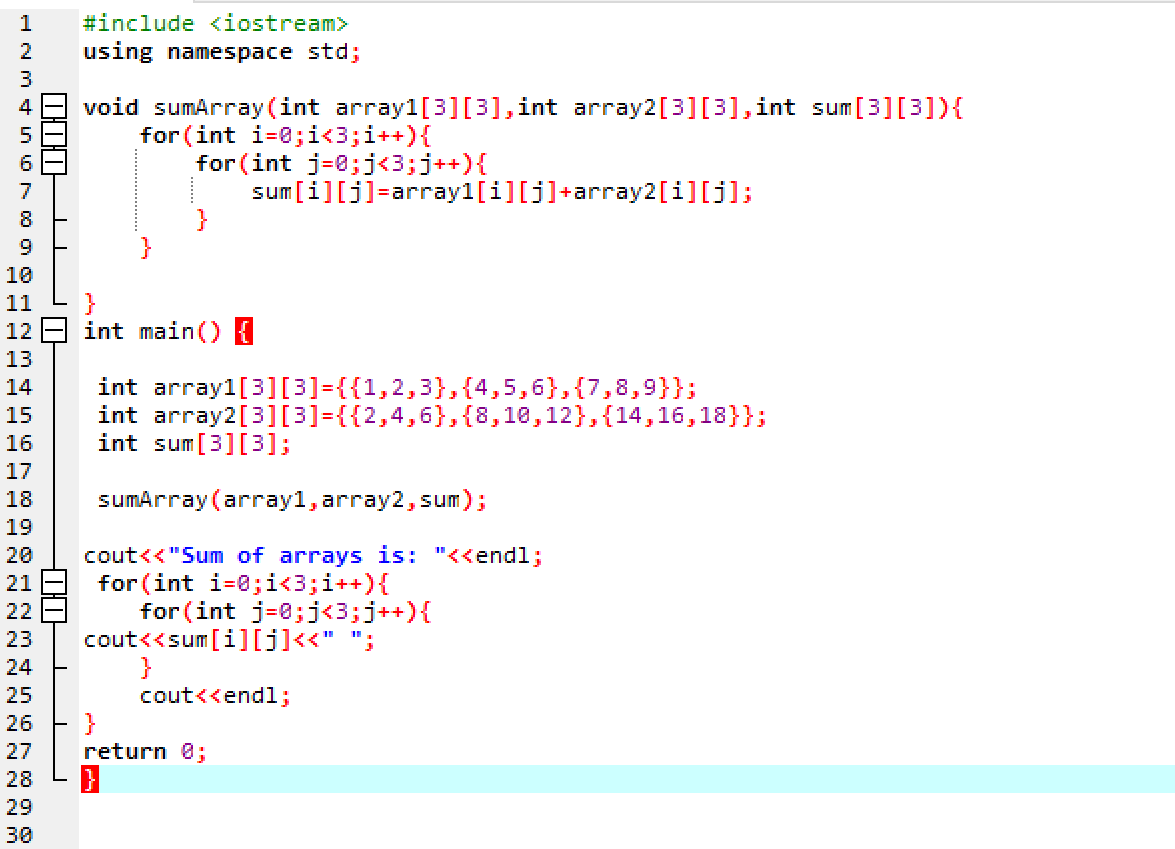 1 #include <iostream>
2 using namespace std;
3
4 void sumArray(int array1[3][3],int array2[3][3],int sum[3][3]){
5     for(int i=0;i<3;i++){
6         for(int j=0;j<3;j++){
7             sum[i][j]=array1[i][j]+array2[i][j];
8         }
9     }
10
11 }
12 int main() {
13
14  int array1[3][3]={{1,2,3},{4,5,6},{7,8,9}};
15  int array2[3][3]={{2,4,6},{8,10,12},{14,16,18}};
16  int sum[3][3];
17
18  sumArray(array1,array2,sum);
19
20 cout<<"Sum of arrays is: "<<endl;
21  for(int i=0;i<3;i++){
22     for(int j=0;j<3;j++){
23 cout<<sum[i][j]<<" ";
24     }
25     cout<<endl;
26 }
27 return 0;
28 }
29
30